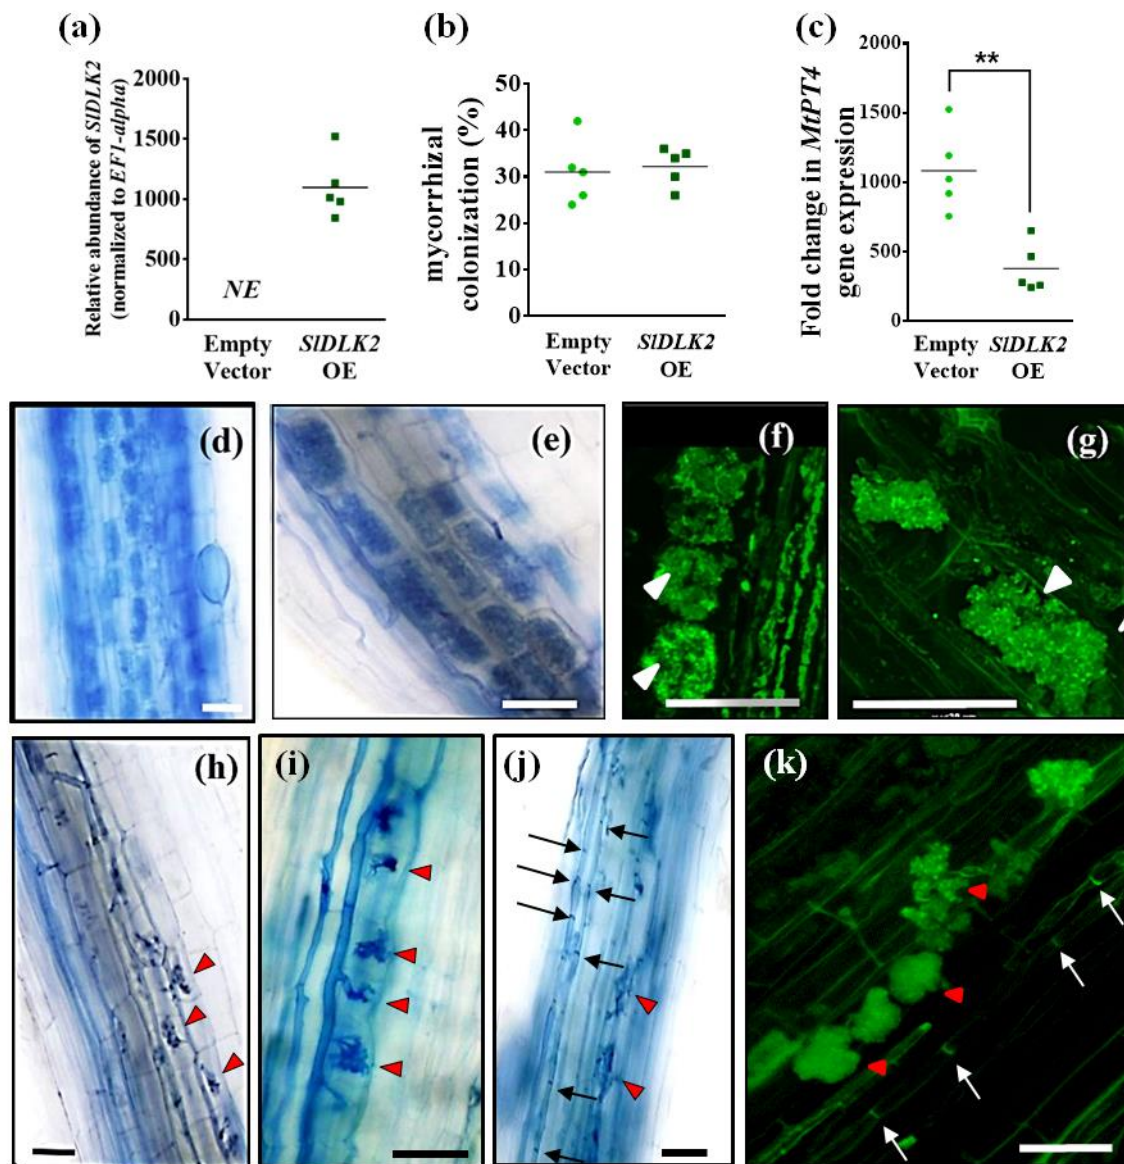 (a)
Relative abundance of SlDLK2
(normalized to EF1-alpha)
2000
1500
1000
500
0
NE
Empty
Vector
SlDLK2
OE
(b)
mycorrhizal
colonization (%)
50
40
30
20
10
0
Empty
Vector
SlDLK2
OE
(c)
Fold change in MtPT4
gene expression
2000
1500
1000
500
0
**
Empty
Vector
SlDLK2
OE
(d)
(e)
(f)
(g)
(h)
(i)
(j)
(k)